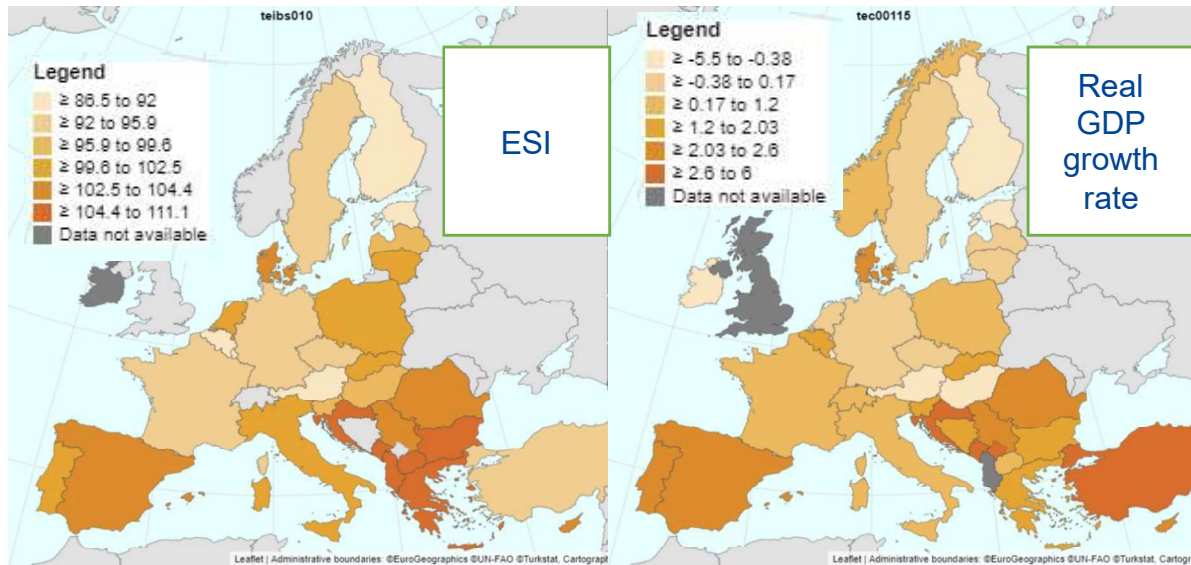 teibs010
Legend
≥ 86.5 to 92
≥ 92 to 95.9
≥ 95.9 to 99.6
≥ 99.6 to 102.5
≥ 102.5 to 104.4
≥ 104.4 to 111.1
Data not available
ESI
Leaflet | Administrative boundaries: ©EuroGeographics ©UN-FAO ©Turkstat, Cartograph
tec00115
Legend
≥ -5.5 to -0.38
≥ -0.38 to 0.17
≥ 0.17 to 1.2
≥ 1.2 to 2.03
≥ 2.03 to 2.6
≥ 2.6 to 6
Data not available
Real
GDP
growth
rate
Leaflet | Administrative boundaries: ©EuroGeographics ©UN-FAO ©Turkstat, Cartogra